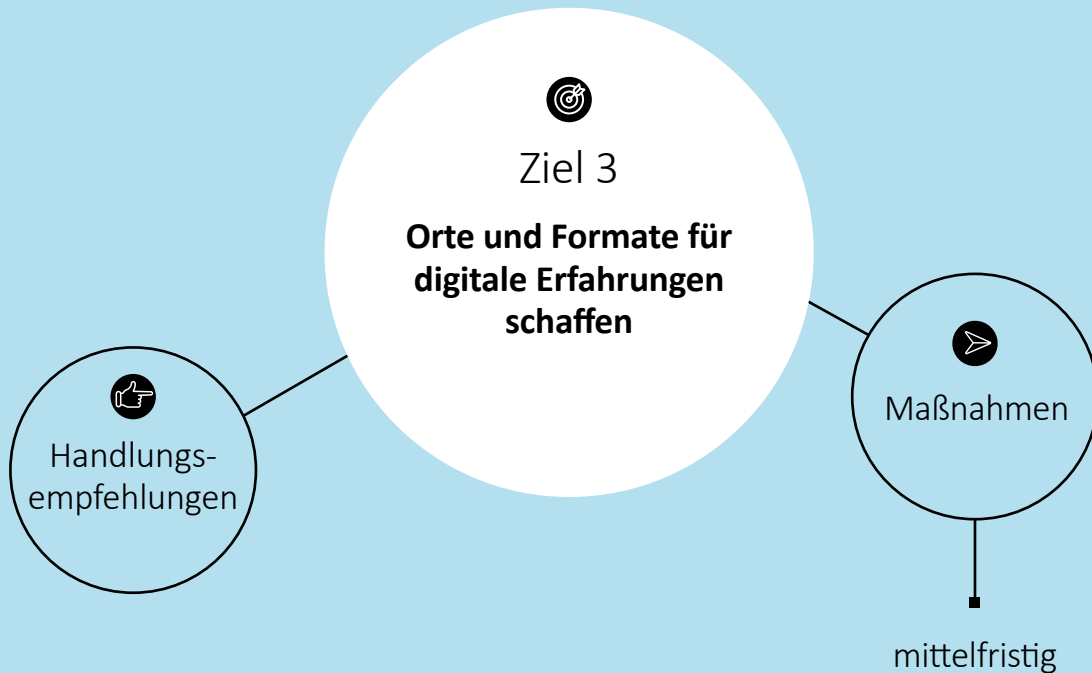 Ziel 3
Orte und Formate für
digitale Erfahrungen
schaffen
Handlungs-
empfehlungen
Maßnahmen
mittelfristig